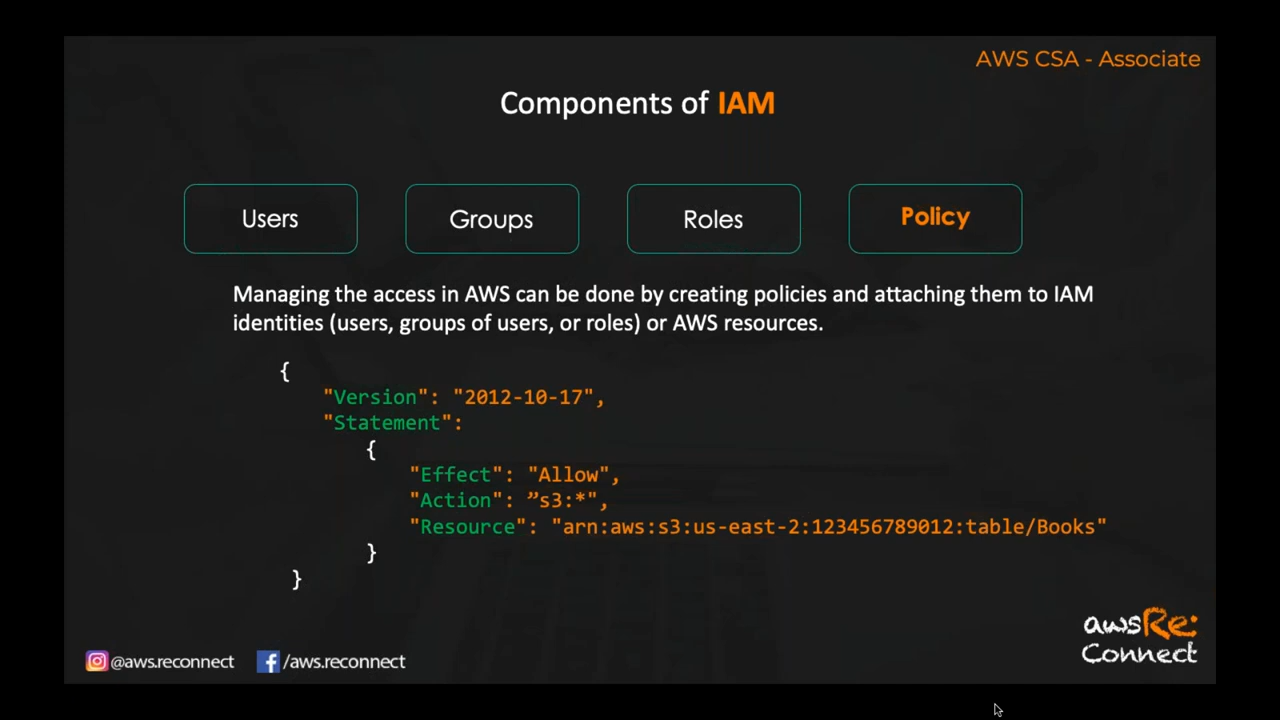 AWS CSA - Associate
Components of IAM
Users
Groups
Roles
Policy
Managing the access in AWS can be done by creating policies and attaching them to IAM
identities (users, groups of users, or roles) or AWS resources.
{
"Version": "2012-10-17",
"Statement":
{
"Effect": "Allow",
"Action": ”s3:*",
"Resource": "arn:aws:s3:us-east-2:123456789012:table/Books"
}
}
awsRe:
Connect
@aws.reconnect
/aws.reconnect